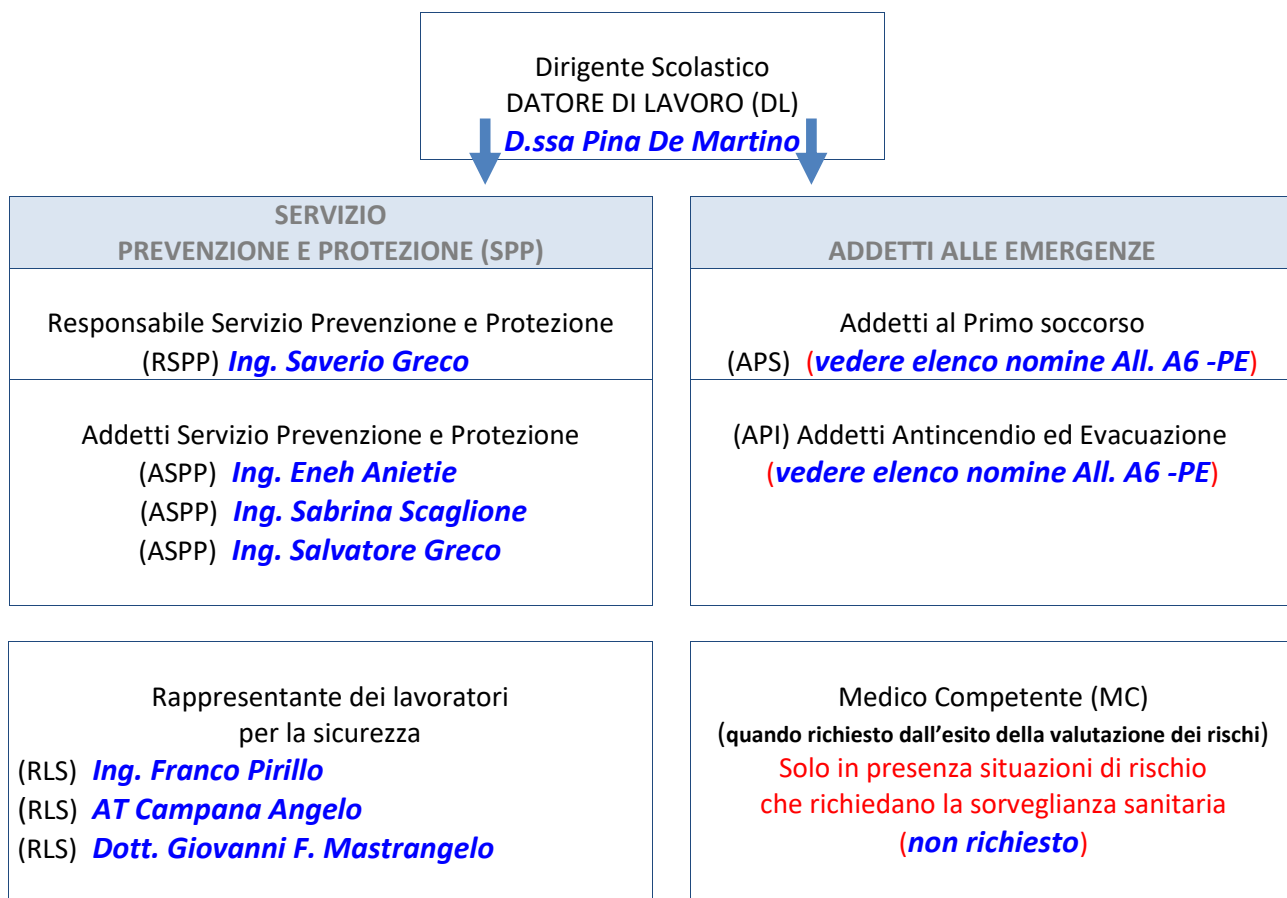 Dirigente Scolastico
DATORE DI LAVORO (DL)
D.ssa Pina De Martino
SERVIZIO
PREVENZIONE E PROTEZIONE (SPP)
Responsabile Servizio Prevenzione e Protezione
(RSPP) Ing. Saverio Greco
Addetti Servizio Prevenzione e Protezione
(ASPP) Ing. Eneh Anietie
(ASPP) Ing. Sabrina Scaglione
(ASPP) Ing. Salvatore Greco
ADDETTI ALLE EMERGENZE
Addetti al Primo soccorso
(APS) (vedere elenco nomine All. A6 -PE)
(API) Addetti Antincendio ed Evacuazione
(vedere elenco nomine All. A6 -PE)
Rappresentante dei lavoratori
per la sicurezza
(RLS) Ing. Franco Pirillo
(RLS) AT Campana Angelo
(RLS) Dott. Giovanni F. Mastrangelo
Medico Competente (MC)
(quando richiesto dall'esito della valutazione dei rischi)
Solo in presenza situazioni di rischio
che richiedano la sorveglianza sanitaria
(non richiesto)